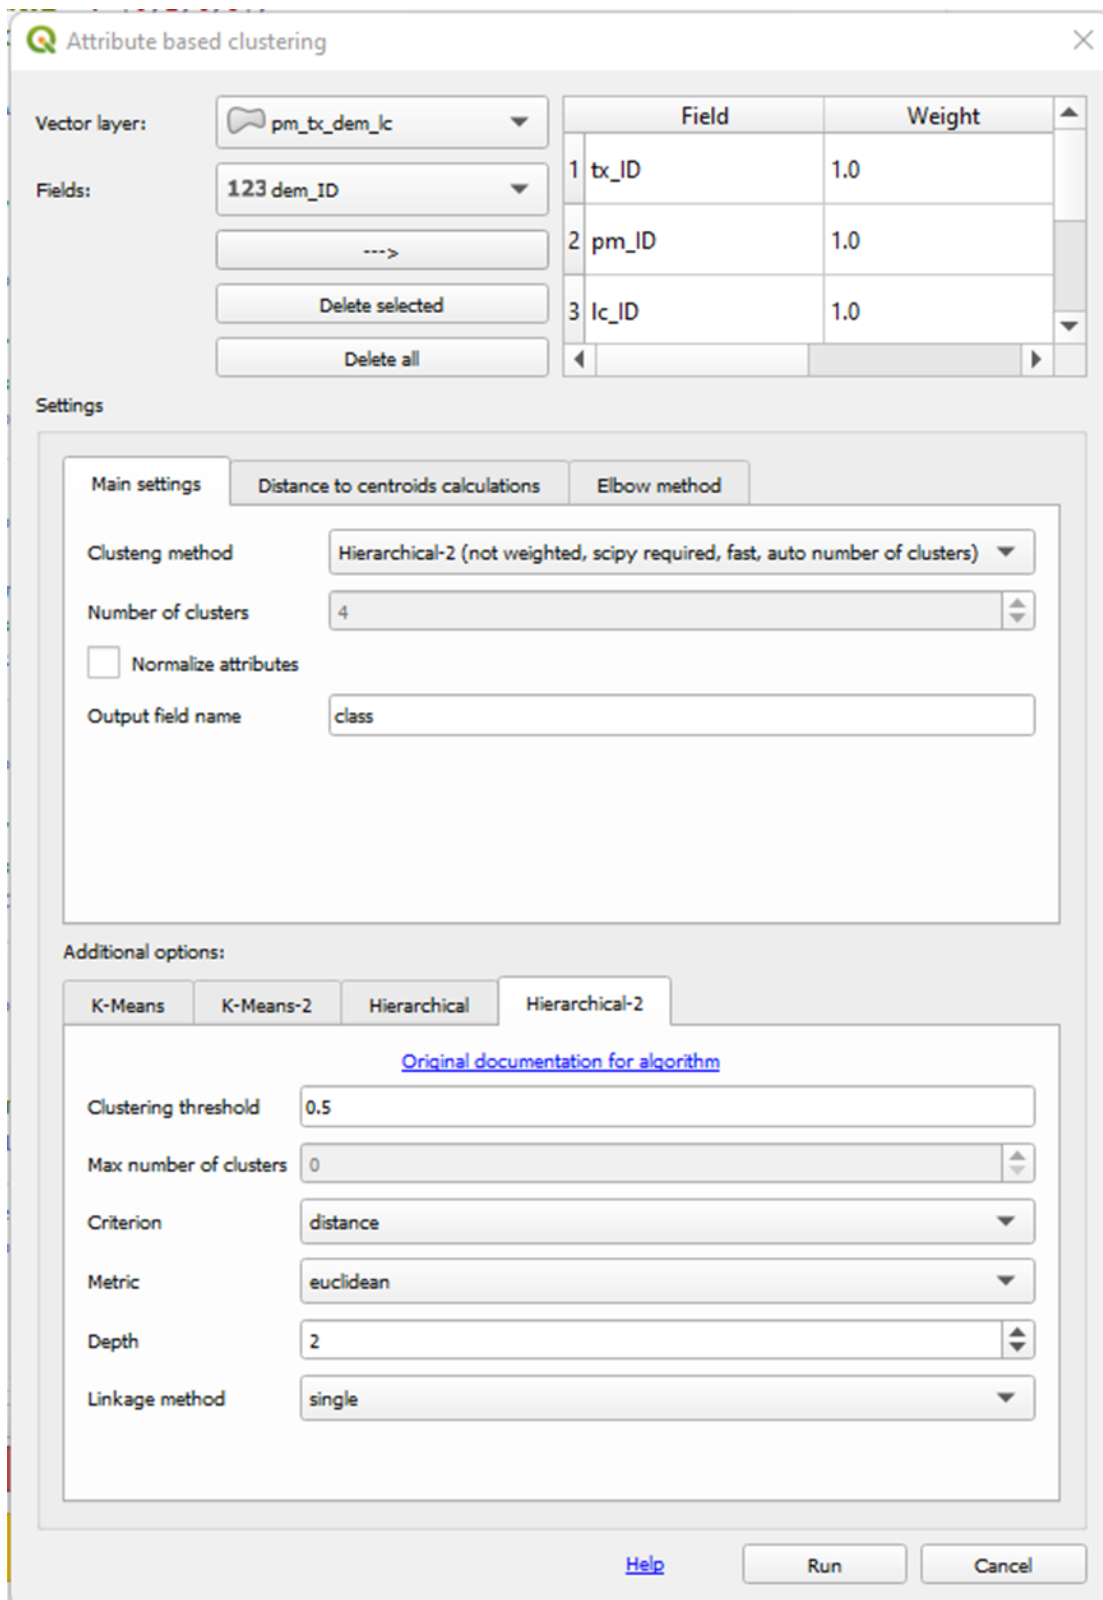 Attribute based clustering
Vector layer: pm_tx_dem_lc
Fields: 123 dem_ID
--->
Delete selected
Delete all
Field Weight
1 tx_ID 1.0
2 pm_ID 1.0
3 lc_ID 1.0
Settings
Main settings Distance to centroids calculations Elbow method
Clusteng method Hierarchical-2 (not weighted, scipy required, fast, auto number of clusters)
Number of clusters 4
Normalize attributes
Output field name class
Additional options:
K-Means K-Means-2 Hierarchical Hierarchical-2
Original documentation for algorithm
Clustering threshold 0.5
Max number of clusters 0
Criterion distance
Metric euclidean
Depth 2
Linkage method single
Help Run Cancel